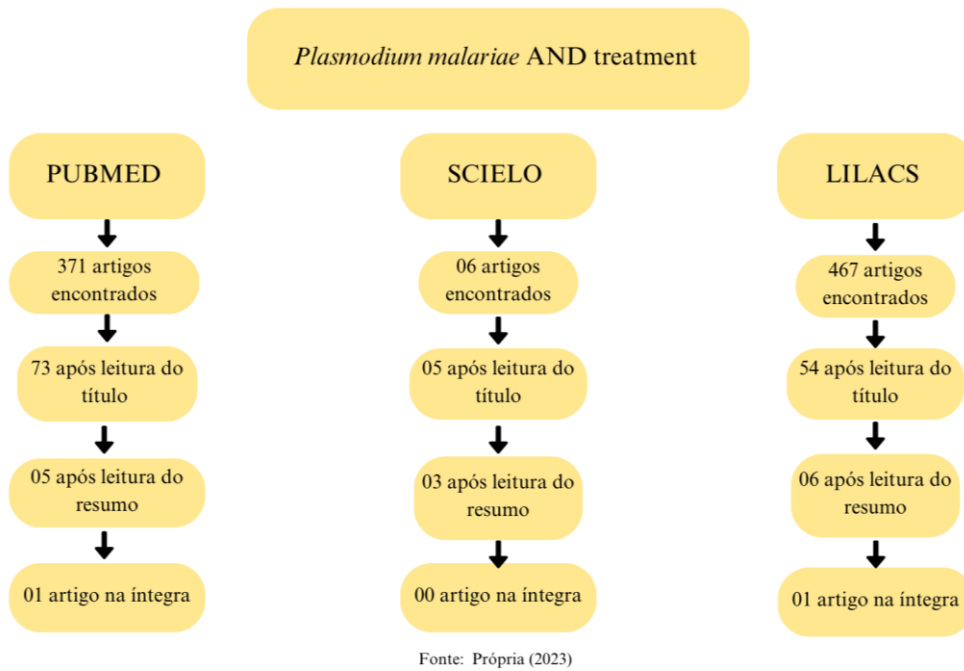 Plasmodium malariae AND treatment
PUBMED
371 artigos
encontrados
73 após leitura do
título
05 após leitura do
resumo
01 artigo na íntegra
SCIELO
06 artigos
encontrados
05 após leitura do
título
03 após leitura do
resumo
00 artigo na íntegra
LILACS
467 artigos
encontrados
54 após leitura do
título
06 após leitura do
resumo
01 artigo na íntegra
Fonte: Própria (2023)